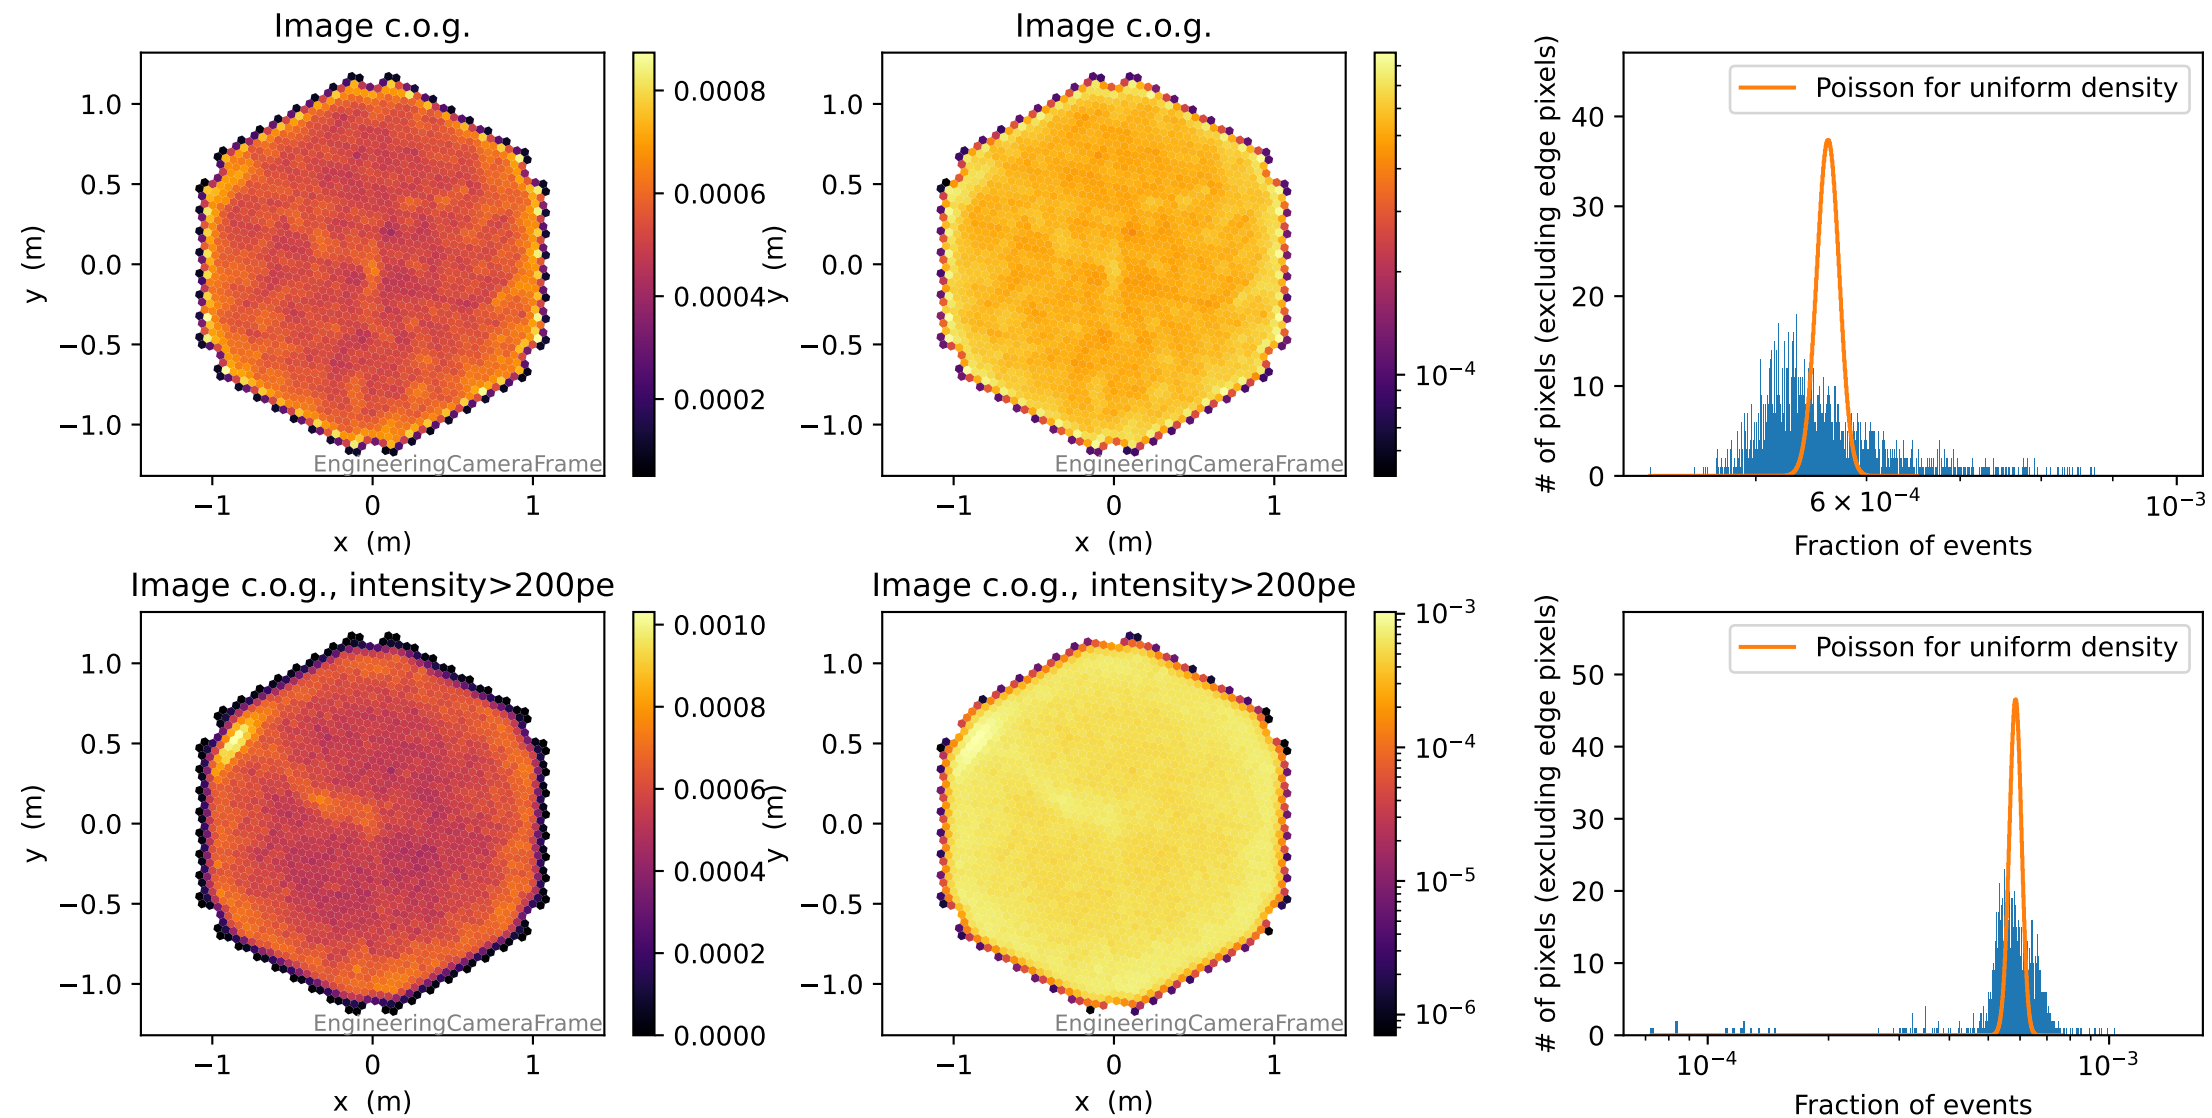 Image c.o.g.
y (m)
1.0
0.5
0.0
−0.5
−1.0
−1
0
1
x (m)
EngineeringCameraFrame
0.0008
0.0006
0.0004
0.0002
Image c.o.g.
y (m)
1.0
0.5
0.0
−0.5
−1.0
−1
0
1
x (m)
EngineeringCameraFrame
10⁻⁴
# of pixels (excluding edge pixels)
40
30
20
10
0
Poisson for uniform density
6 × 10⁻⁴
10⁻³
Fraction of events
Image c.o.g., intensity>200pe
y (m)
1.0
0.5
0.0
−0.5
−1.0
−1
0
1
x (m)
EngineeringCameraFrame
0.0010
0.0008
0.0006
0.0004
0.0002
0.0000
Image c.o.g., intensity>200pe
y (m)
1.0
0.5
0.0
−0.5
−1.0
−1
0
1
x (m)
EngineeringCameraFrame
10⁻³
10⁻⁴
10⁻⁵
10⁻⁶
# of pixels (excluding edge pixels)
50
40
30
20
10
0
Poisson for uniform density
10⁻⁴
10⁻³
Fraction of events